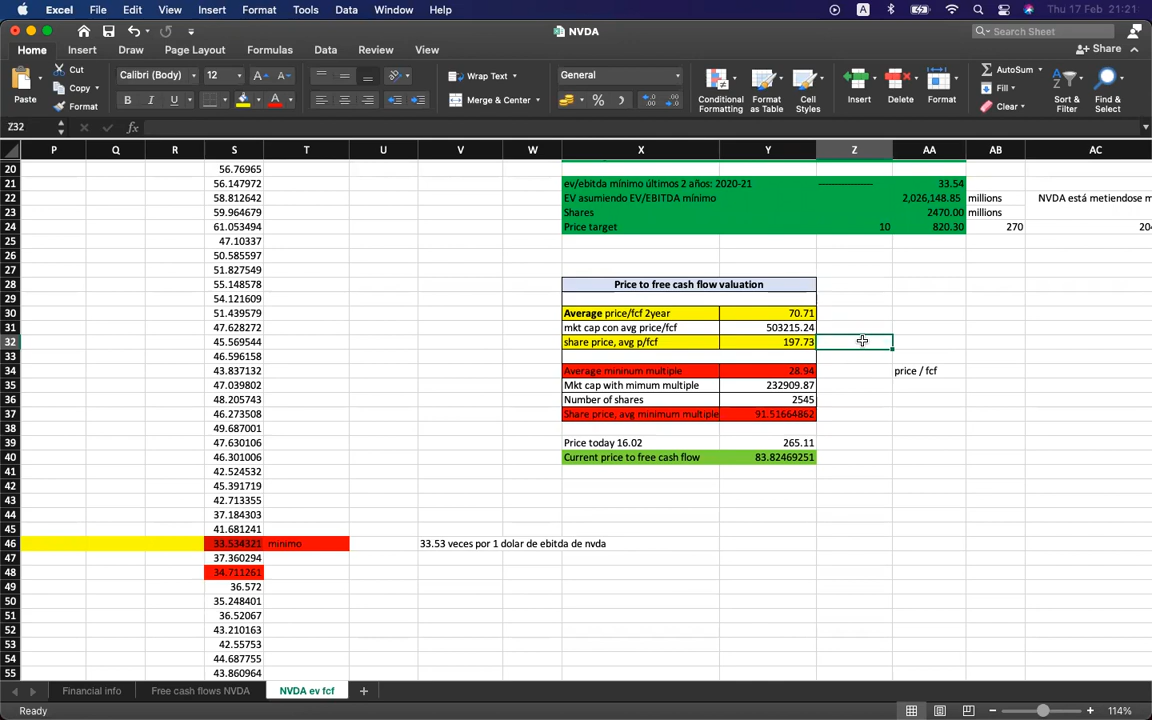 Excel File Edit View Insert Format Tools Data Window Help A Thu 17 Feb 21:21
NVDA Search Sheet
Home Insert Draw Page Layout Formulas Data Review View Share
Paste Cut Copy Format
Calibri (Body) 12 A A
B I U A
Wrap Text
Merge & Center
General
%
Conditional Formatting
Format as Table
Cell Styles
Insert Delete Format
AutoSum
Fill
Clear
Sort & Filter
Find & Select
Z32 fx
P Q R S T U V W X Y Z AA AB AC
20 56.76965
21 56.147972 ev/ebitda mínimo últimos 2 años: 2020-21 33.54
22 58.812642 EV asumiendo EV/EBITDA mínimo 2,026,148.85 millions NVDA está metiendose m
23 59.964679 Shares 2470.00 millions
24 61.053494 Price target 10 820.30 270 204
25 47.10337
26 50.585597
27 51.827549
28 55.148578 Price to free cash flow valuation
29 54.121609
30 51.439579 Average price/fcf 2year 70.71
31 47.628272 mkt cap con avg price/fcf 503215.24
32 45.569544 share price, avg p/fcf 197.73
33 46.596158
34 43.837132 Average mininum multiple 28.94 price / fcf
35 47.039802 Mkt cap with mimum multiple 232909.87
36 48.205743 Number of shares 2545
37 46.273508 Share price, avg minimum multiple 91.51664862
38 49.687001
39 47.630106 Price today 16.02 265.11
40 46.301006 Current price to free cash flow 83.82469251
41 42.524532
42 45.391719
43 42.713355
44 37.184303
45 41.681241
46 33.534321 minimo 33.53 veces por 1 dolar de ebitda de nvda
47 37.360294
48 34.711261
49 36.572
50 35.248401
51 36.52067
52 43.210163
53 42.55753
54 44.687755
55 43.860964
Financial info Free cash flows NVDA NVDA ev fcf
Ready 114%